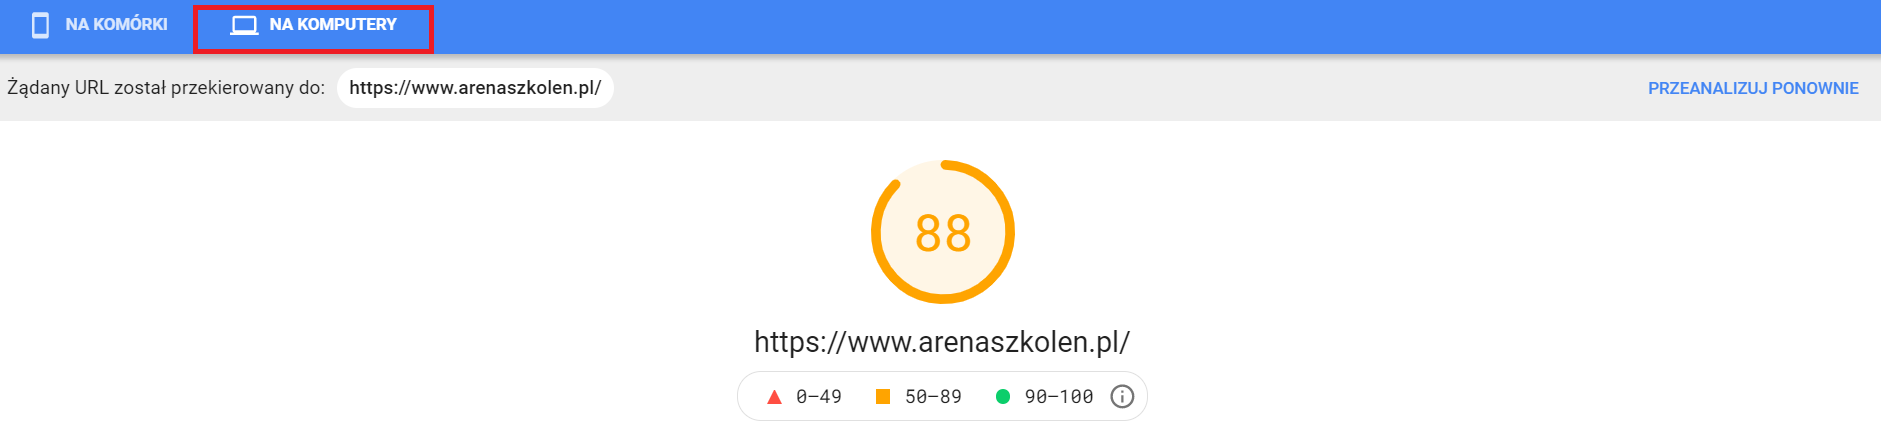 NA KOMÓRKI
NA KOMPUTERY
Żądany URL został przekierowany do: https://www.arenaszkolen.pl/
PRZEANALIZUJ PONOWNIE
88
https://www.arenaszkolen.pl/
0–49 50–89 90–100